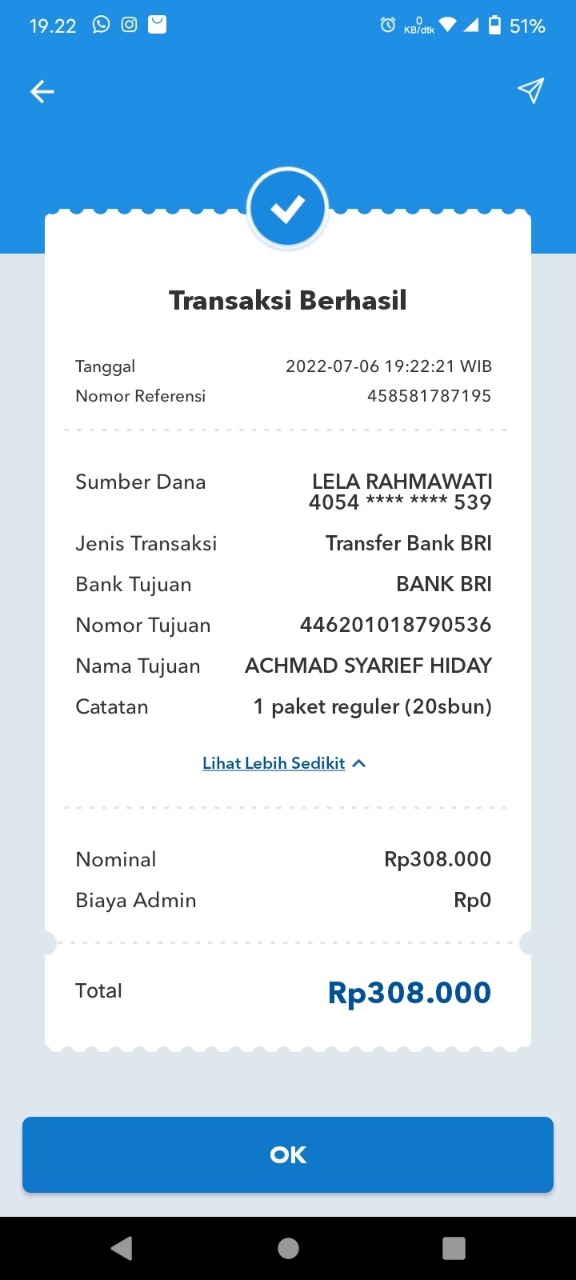 19.22
0
KB/dtk
51%
Transaksi Berhasil
Tanggal 2022-07-06 19:22:21 WIB
Nomor Referensi 458581787195
Sumber Dana LELA RAHMAWATI
4054 **** **** 539
Jenis Transaksi Transfer Bank BRI
Bank Tujuan BANK BRI
Nomor Tujuan 446201018790536
Nama Tujuan ACHMAD SYARIEF HIDAY
Catatan 1 paket reguler (20sbun)
Lihat Lebih Sedikit
Nominal Rp308.000
Biaya Admin Rp0
Total Rp308.000
OK